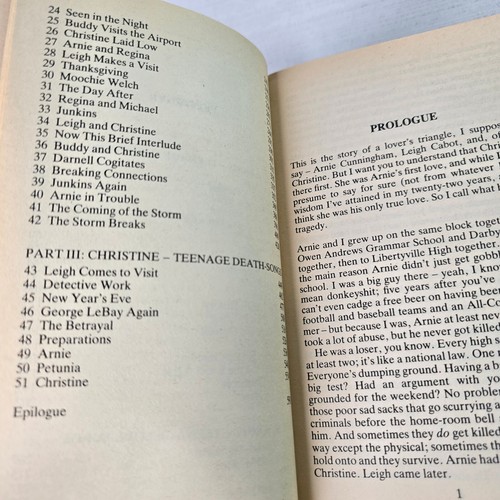 24 Seen in the Night
25 Buddy Visits the Airport
26 Christine Laid Low
27 Arnie and Regina
28 Leigh Makes a Visit
29 Thanksgiving
30 Moochie Welch
31 The Day After
32 Regina and Michael
33 Junkins
34 Leigh and Christine
35 Now This Brief Interlude
36 Buddy and Christine
37 Darnell Cogitates
38 Breaking Connections
39 Junkins Again
40 Arnie in Trouble
41 The Coming of the Storm
42 The Storm Breaks
PART III: CHRISTINE – TEENAGE DEATH-SONG
43 Leigh Comes to Visit
44 Detective Work
45 New Year's Eve
46 George LeBay Again
47 The Betrayal
48 Preparations
49 Arnie
50 Petunia
51 Christine
Epilogue
PROLOGUE
This is the story of a lover's triangle, I suppos
say – Arnie Cunningham, Leigh Cabot, and, of
Christine. But I want you to understand that Chri
there first. She was Arnie's first love, and while I
presume to say for sure (not from whatever
wisdom I've attained in my twenty-two years,
think she was his only true love. So I call what
tragedy.
Arnie and I grew up on the same block togeth
Owen Andrews Grammar School and Darby
together, then to Libertyville High together,
the main reason Arnie didn't just get gobbl
school. I was a big guy there – yeah, I know
mean donkeyshit; five years after you've
can't even cadge a free beer on having bee
football and baseball teams and an All-Co
mer – but because I was, Arnie at least neve
took a lot of abuse, but he never got killed
He was a loser, you know. Every high s
two; it's like a national law. One
Everyone's dumping ground. Having a b
big test? Had an argument with yo
grounded for the weekend? No problem
those poor sad sacks that go scurrying a
criminals before the home-room bell
him. And sometimes they do get killed
way except the physical; sometimes th
hold onto and they survive. Arnie had
Christine. Leigh came later.
1